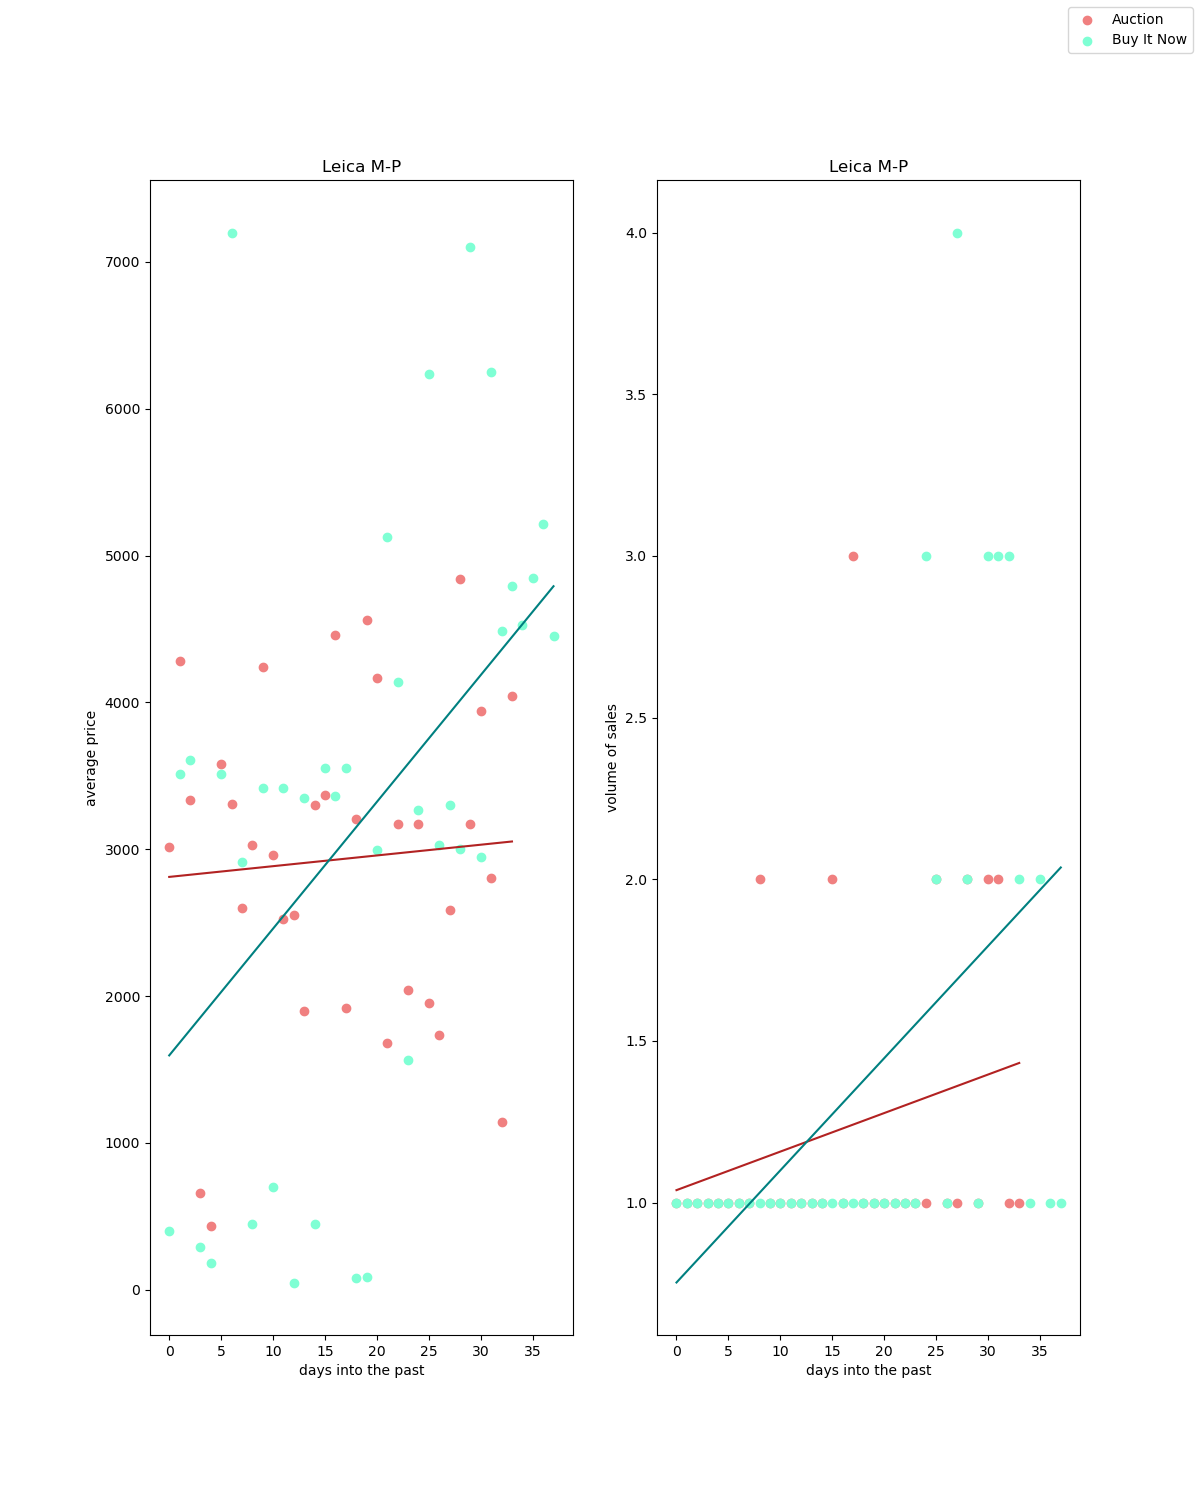 Auction
Buy It Now
Leica M-P
average price
7000
6000
5000
4000
3000
2000
1000
0
0 5 10 15 20 25 30 35
days into the past
Leica M-P
volume of sales
4.0
3.5
3.0
2.5
2.0
1.5
1.0
0 5 10 15 20 25 30 35
days into the past